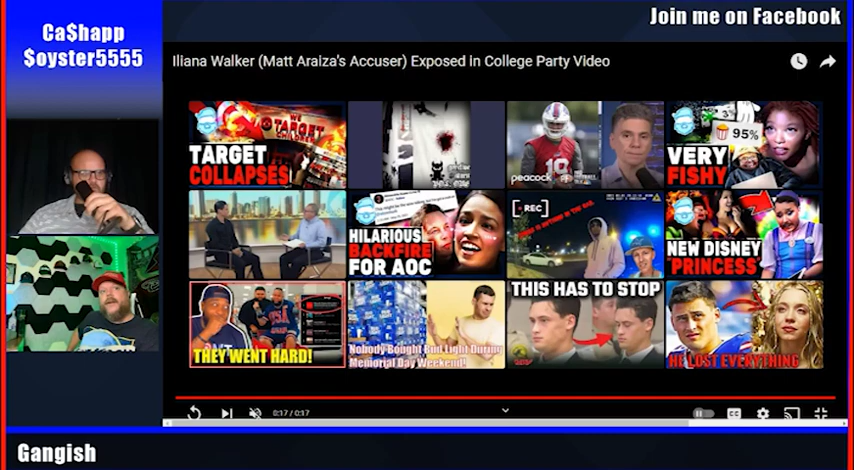 Ca$happ
$oyster5555
Join me on Facebook
Iliana Walker (Matt Araiza's Accuser) Exposed in College Party Video
TARGET
COLLAPSES
peacock
95%
VERY
FISHY
HILARIOUS
BACKFIRE
FOR AOC
[·REC]
NEW DISNEY
"PRINCESS"
THEY WENT HARD!
Nobody Bought Bud Light During
Memorial Day Weekend!
THIS HAS TO STOP
HE LOST EVERYTHING
0:17 / 0:17
CC
Gangish